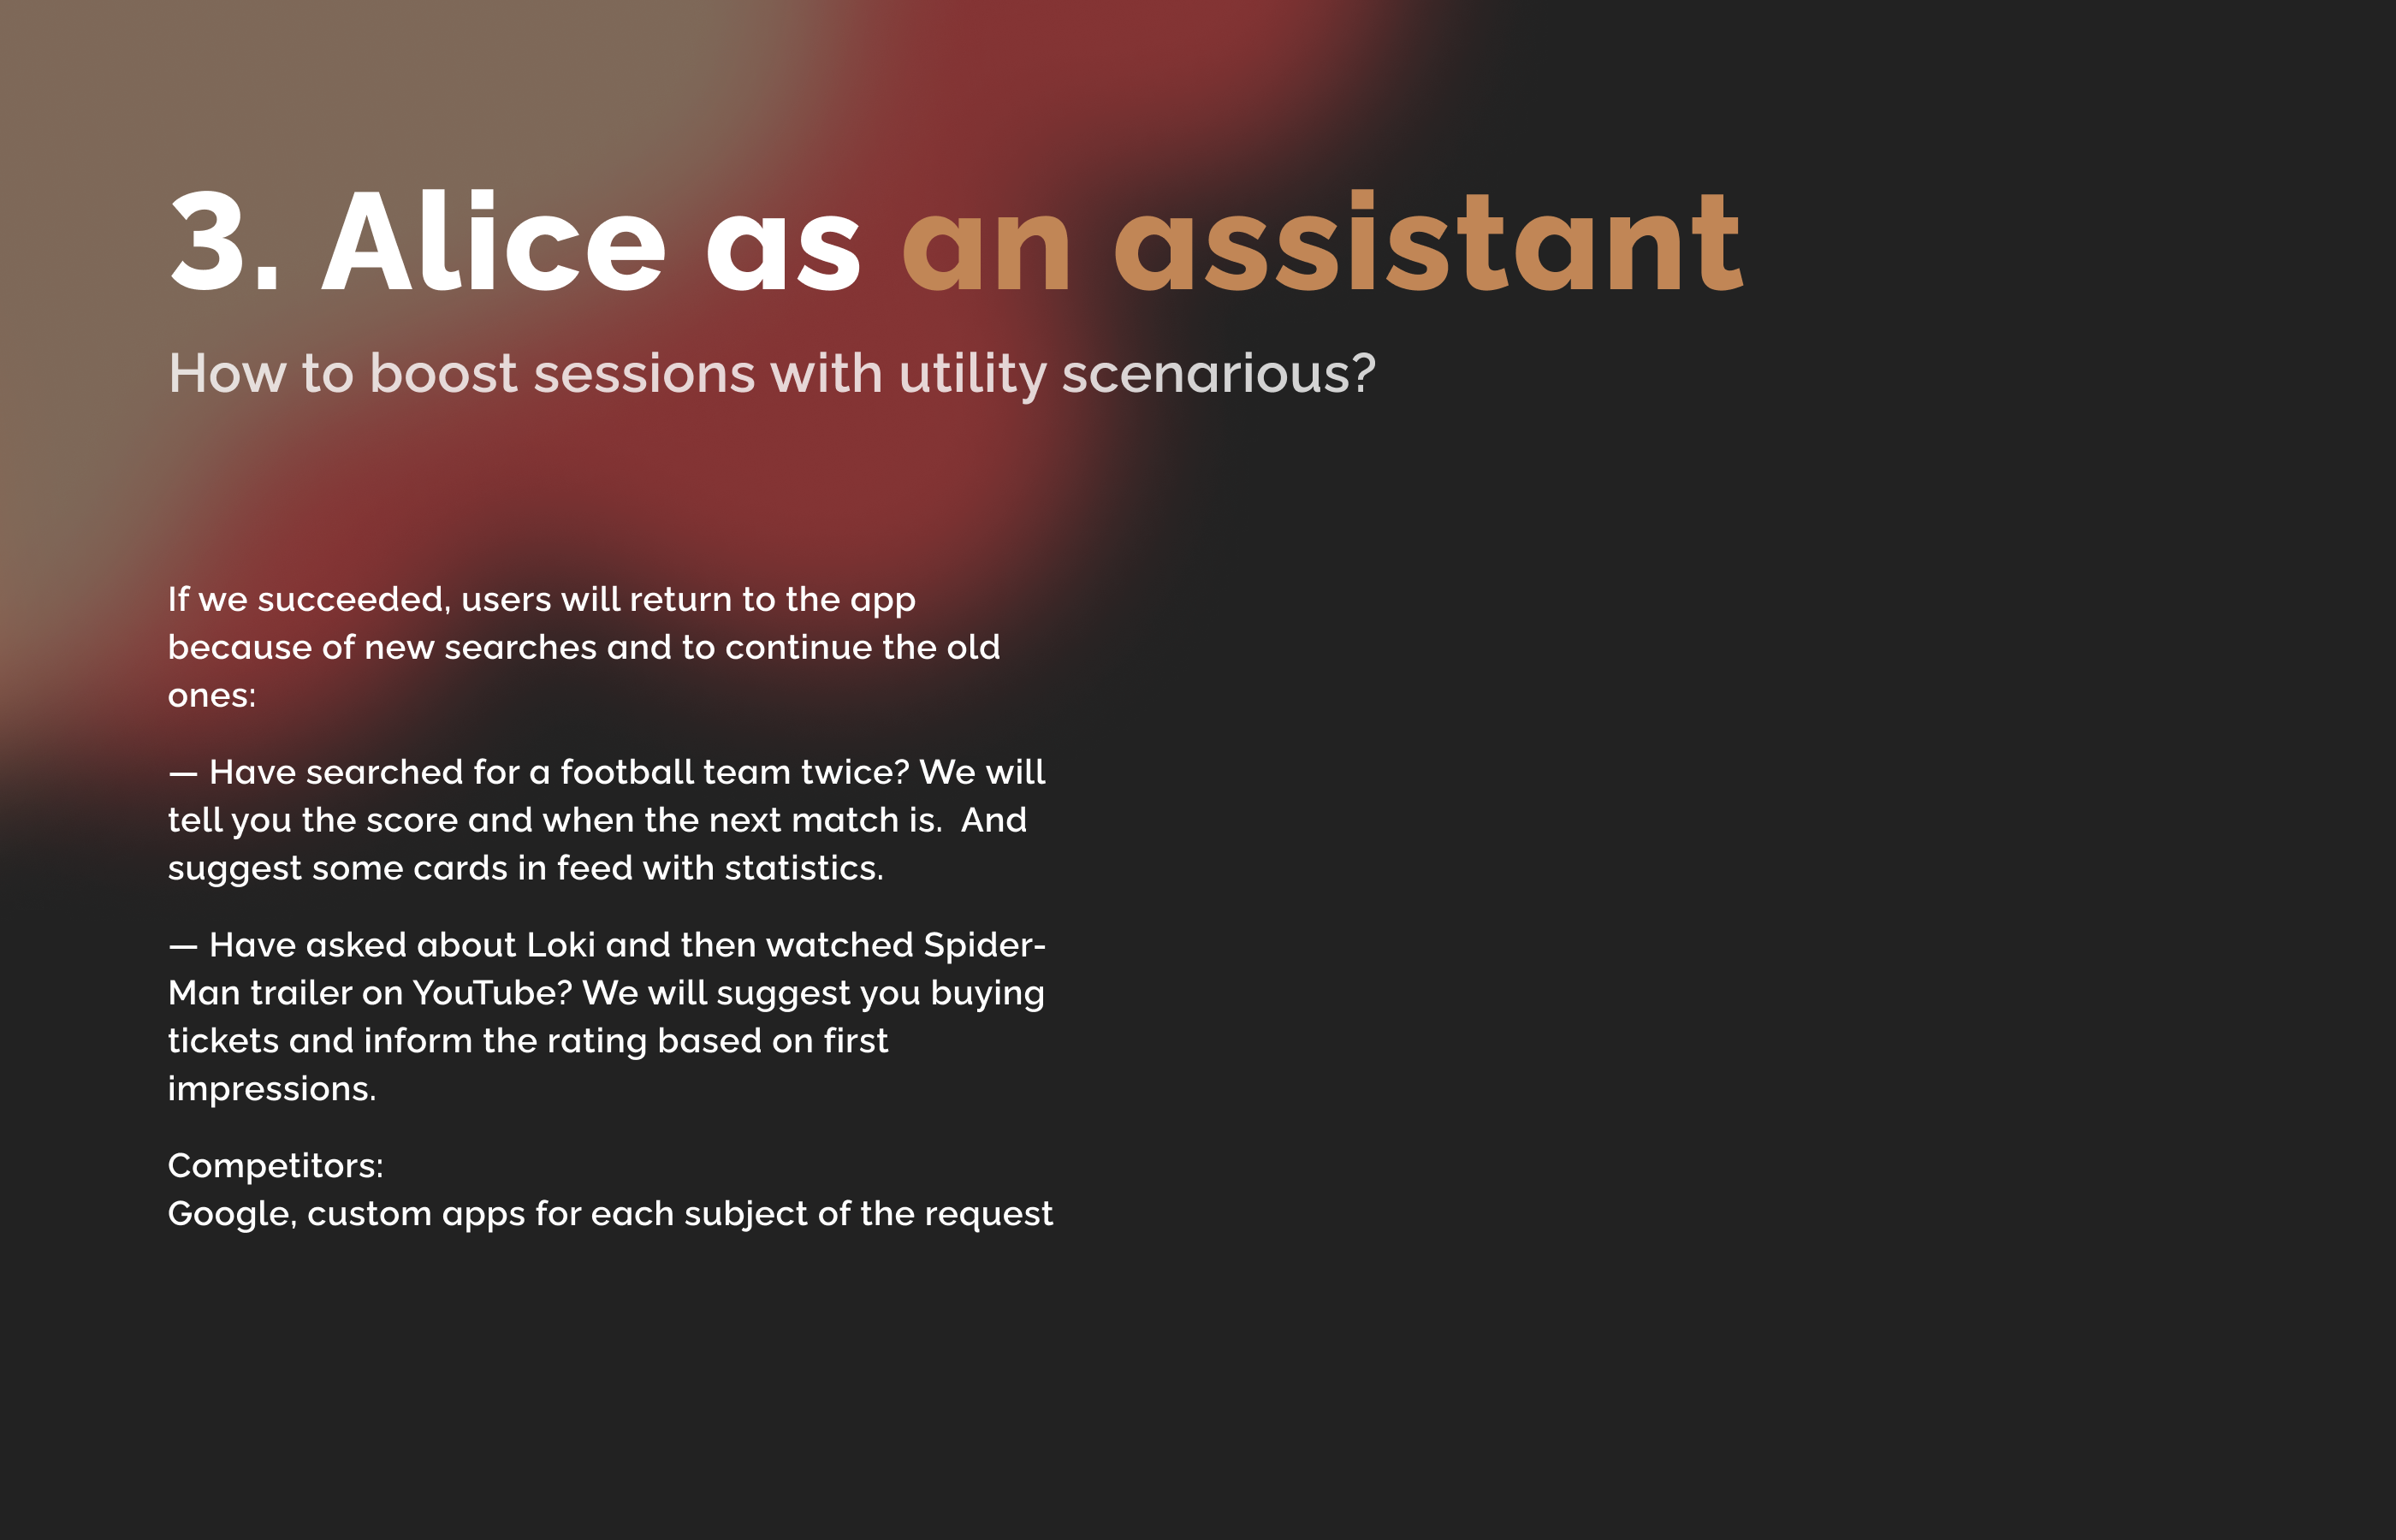 3. Alice as an assistant
How to boost sessions with utility scenarious?
If we succeeded, users will return to the app
because of new searches and to continue the old
ones:
— Have searched for a football team twice? We will
tell you the score and when the next match is.  And
suggest some cards in feed with statistics.
— Have asked about Loki and then watched Spider-
Man trailer on YouTube? We will suggest you buying
tickets and inform the rating based on first
impressions.
Competitors:
Google, custom apps for each subject of the request